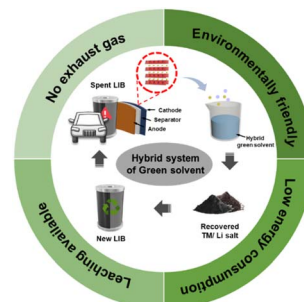 No exhaust gas
Environmentally friendly
Spent LIB
Cathode
Separator
Anode
Hybrid
green solvent
Hybrid system
of Green solvent
New LIB
Recovered
TM/ Li salt
Leaching available
Low energy consumption